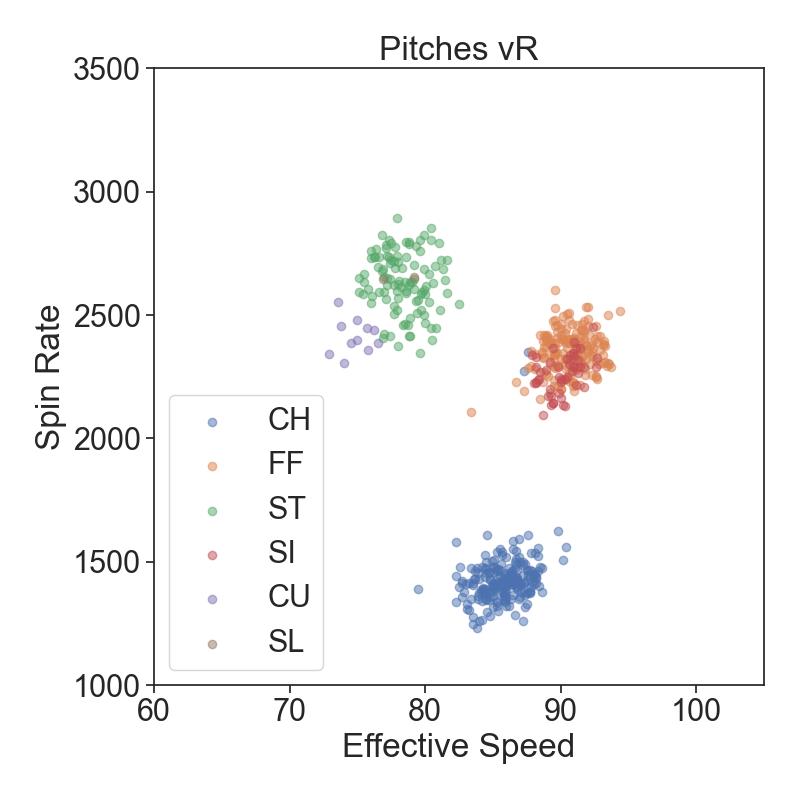 Pitches vR
3500
3000
2500
2000
1500
1000
Spin Rate
CH
FF
ST
SI
CU
SL
60 70 80 90 100
Effective Speed